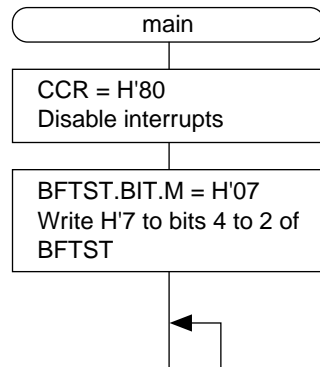 main
CCR = H'80
Disable interrupts
BFTST.BIT.M = H'07
Write H'7 to bits 4 to 2 of
BFTST